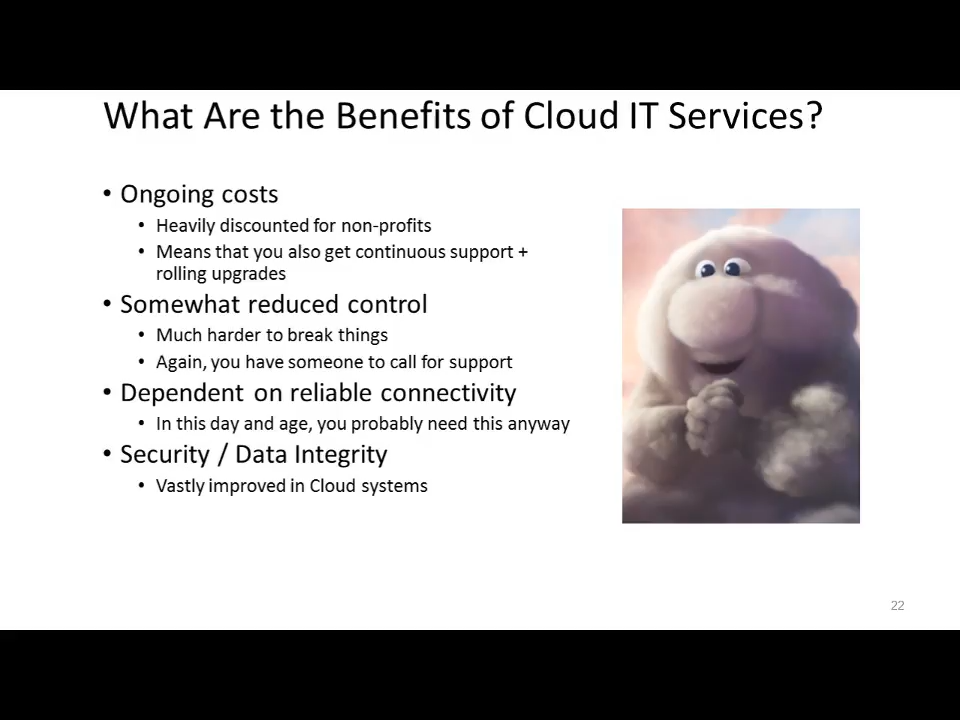 What Are the Benefits of Cloud IT Services?
• Ongoing costs
• Heavily discounted for non-profits
• Means that you also get continuous support +
rolling upgrades
• Somewhat reduced control
• Much harder to break things
• Again, you have someone to call for support
• Dependent on reliable connectivity
• In this day and age, you probably need this anyway
• Security / Data Integrity
• Vastly improved in Cloud systems
22